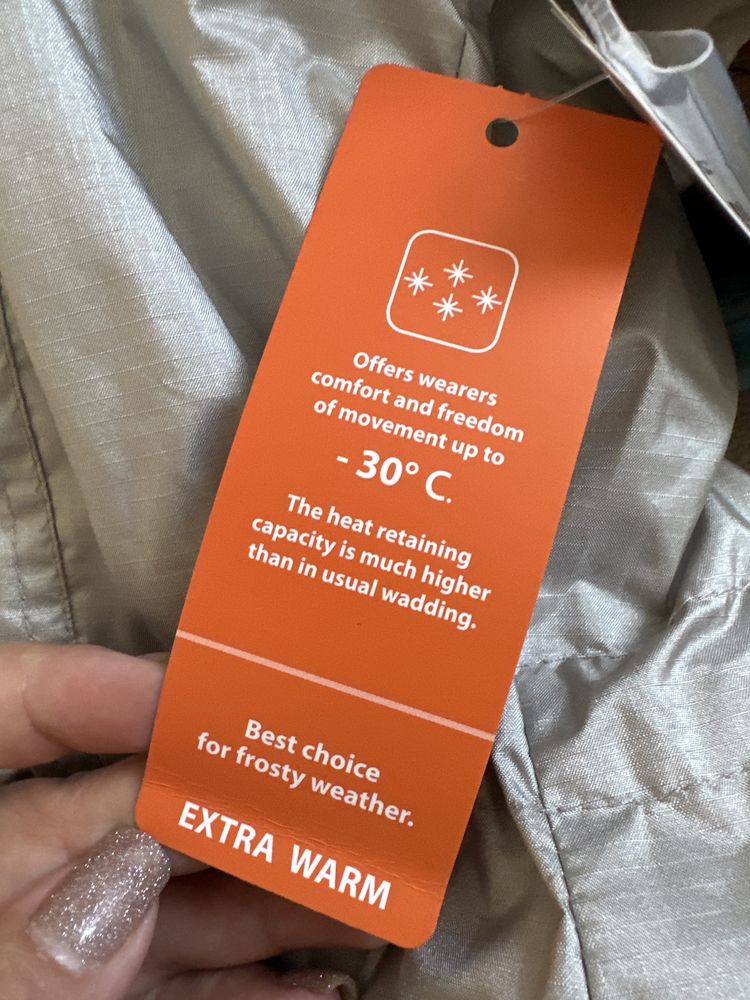 Offers wearers
comfort and freedom
of movement up to
- 30° C.
The heat retaining
capacity is much higher
than in usual wadding.
Best choice
for frosty weather.
EXTRA WARM